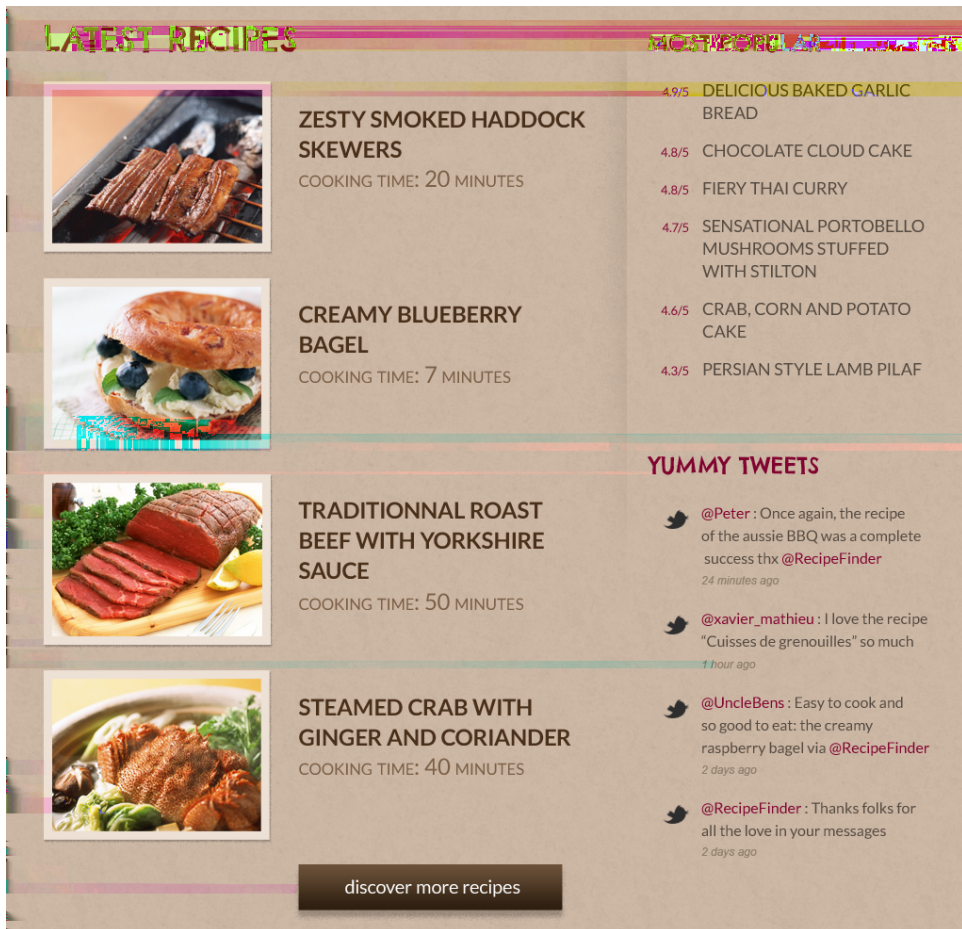 LATEST RECIPES
ZESTY SMOKED HADDOCK
SKEWERS
COOKING TIME: 20 MINUTES
CREAMY BLUEBERRY
BAGEL
COOKING TIME: 7 MINUTES
TRADITIONNAL ROAST
BEEF WITH YORKSHIRE
SAUCE
COOKING TIME: 50 MINUTES
STEAMED CRAB WITH
GINGER AND CORIANDER
COOKING TIME: 40 MINUTES
discover more recipes
MOST POPULAR
4.9/5 DELICIOUS BAKED GARLIC
BREAD
4.8/5 CHOCOLATE CLOUD CAKE
4.8/5 FIERY THAI CURRY
4.7/5 SENSATIONAL PORTOBELLO
MUSHROOMS STUFFED
WITH STILTON
4.6/5 CRAB, CORN AND POTATO
CAKE
4.3/5 PERSIAN STYLE LAMB PILAF
YUMMY TWEETS
@Peter : Once again, the recipe
of the aussie BBQ was a complete
success thx @RecipeFinder
24 minutes ago
@xavier_mathieu : I love the recipe
“Cuisses de grenouilles” so much
1 hour ago
@UncleBens : Easy to cook and
so good to eat: the creamy
raspberry bagel via @RecipeFinder
2 days ago
@RecipeFinder : Thanks folks for
all the love in your messages
2 days ago